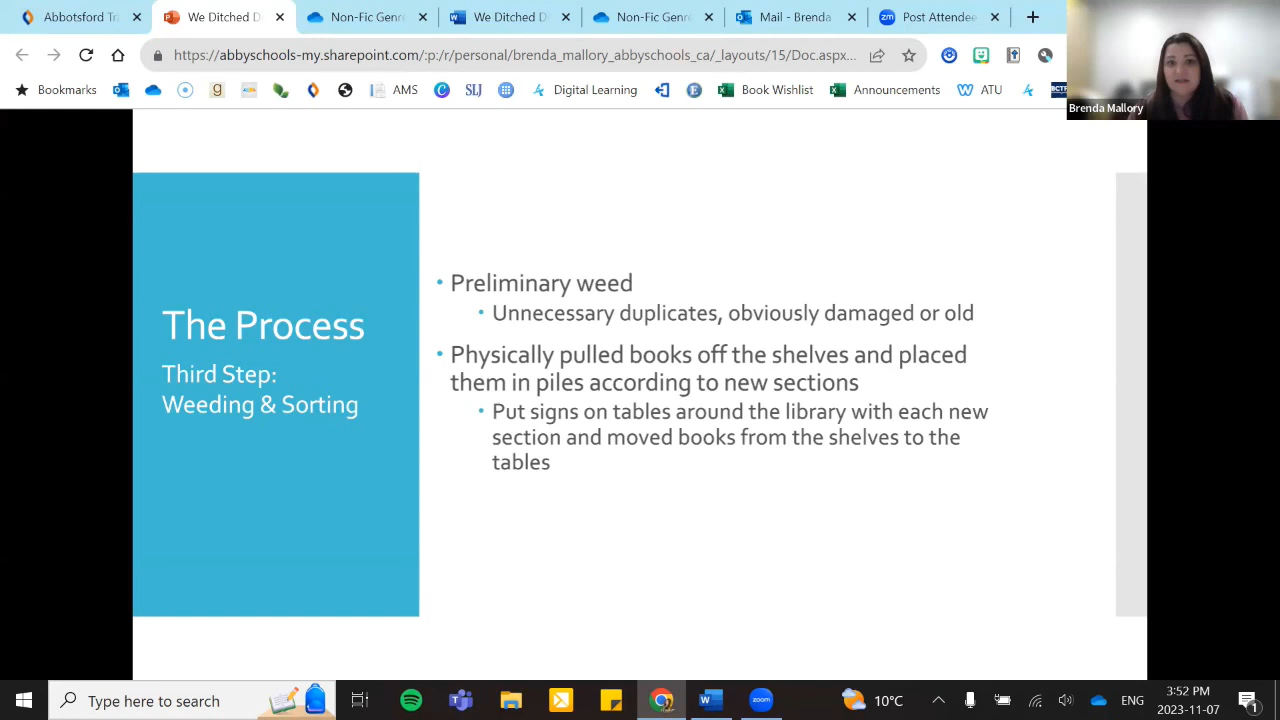 Abbotsford Tr
We Ditched D
Non-Fic Genr
We Ditched D
Non-Fic Genr
Mail - Brenda
Post Attendee
https://abbyschools-my.sharepoint.com/:p:/r/personal/brenda_mallory_abbyschools_ca/_layouts/15/Doc.aspx...
Bookmarks
AMS
SLJ
Digital Learning
Book Wishlist
Announcements
ATU
Brenda Mallory
The Process
Third Step:
Weeding & Sorting
• Preliminary weed
• Unnecessary duplicates, obviously damaged or old
• Physically pulled books off the shelves and placed
them in piles according to new sections
• Put signs on tables around the library with each new
section and moved books from the shelves to the
tables
Type here to search
zoom
10°C
ENG
3:52 PM
2023-11-07
1